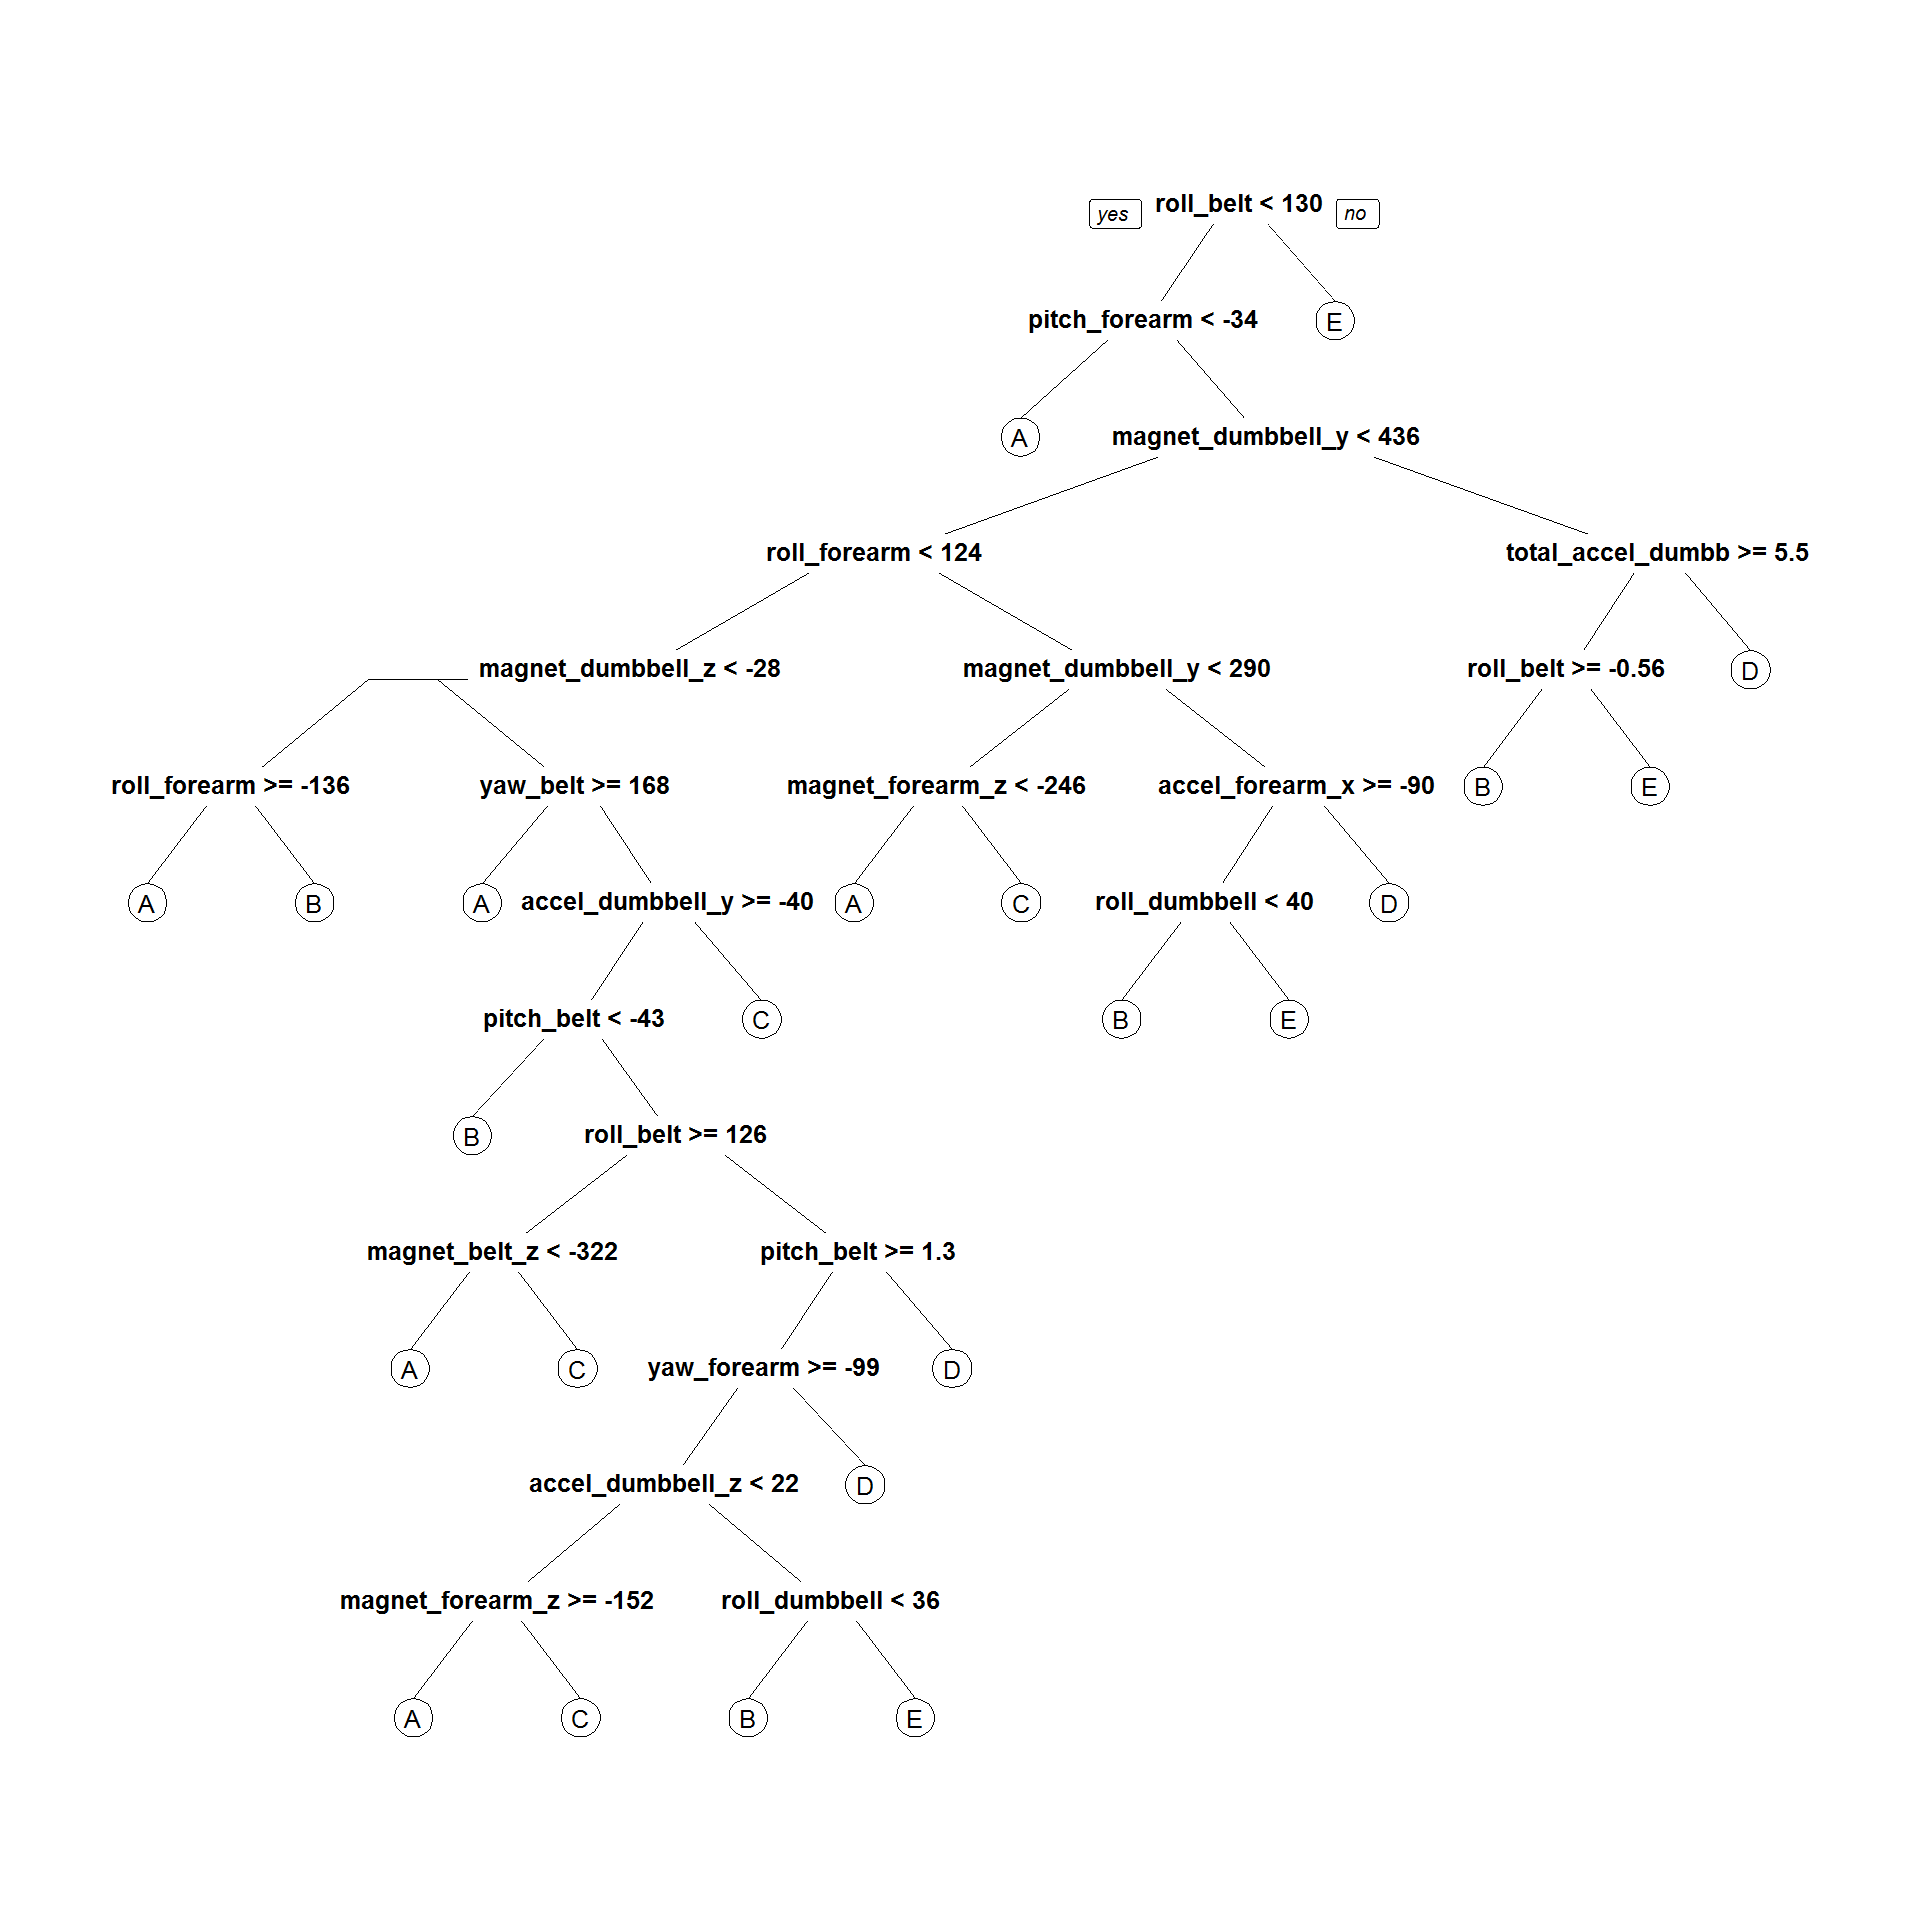 yes roll_belt < 130 no
pitch_forearm < -34 E
A magnet_dumbbell_y < 436
roll_forearm < 124 total_accel_dumbb >= 5.5
magnet_dumbbell_z < -28 magnet_dumbbell_y < 290 roll_belt >= -0.56 D
roll_forearm >= -136 yaw_belt >= 168 magnet_forearm_z < -246 accel_forearm_x >= -90 B E
A B A accel_dumbbell_y >= -40 A C roll_dumbbell < 40 D
pitch_belt < -43 C B E
B roll_belt >= 126
magnet_belt_z < -322 pitch_belt >= 1.3
A C yaw_forearm >= -99 D
accel_dumbbell_z < 22 D
magnet_forearm_z >= -152 roll_dumbbell < 36
A C B E